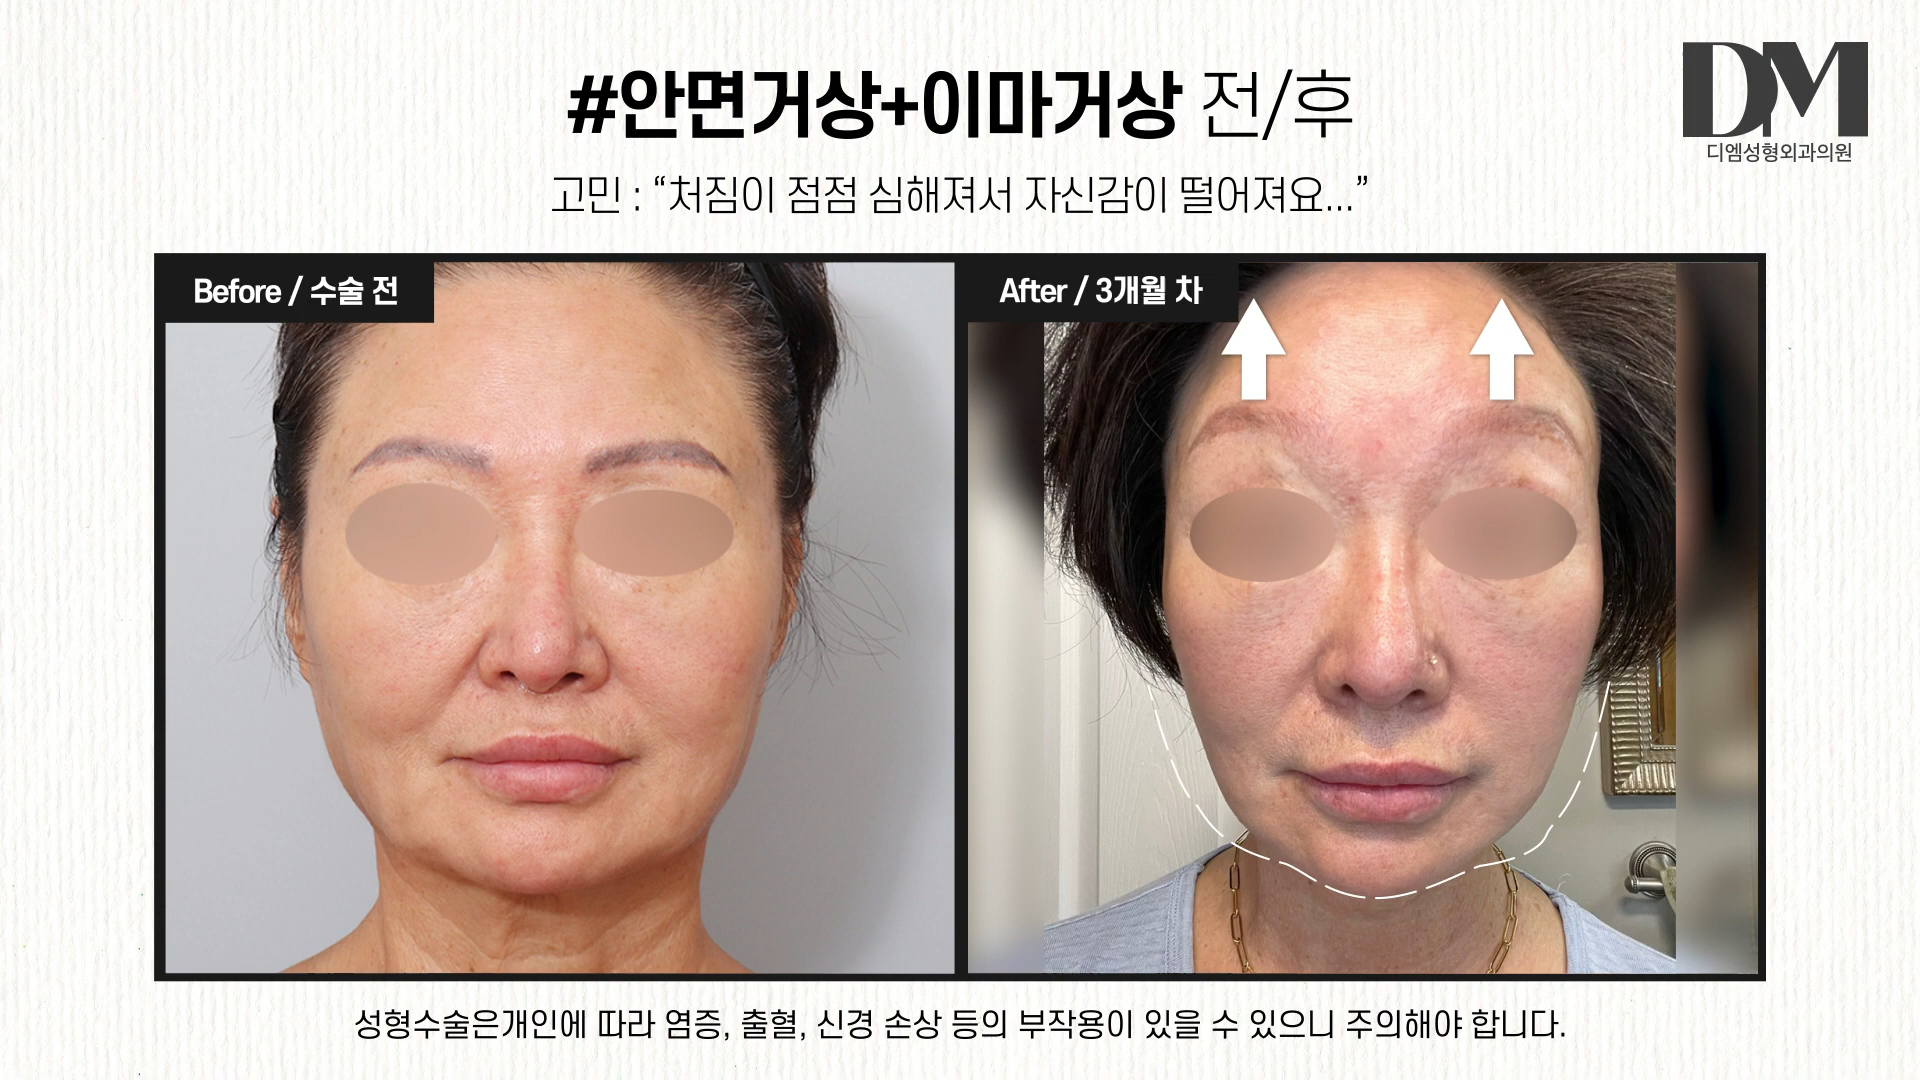 #안면거상+이마거상 전/후
DM
디엠성형외과의원
고민 : “처짐이 점점 심해져서 자신감이 떨어져요...”
Before / 수술 전
After / 3개월 차
성형수술은개인에 따라 염증, 출혈, 신경 손상 등의 부작용이 있을 수 있으니 주의해야 합니다.